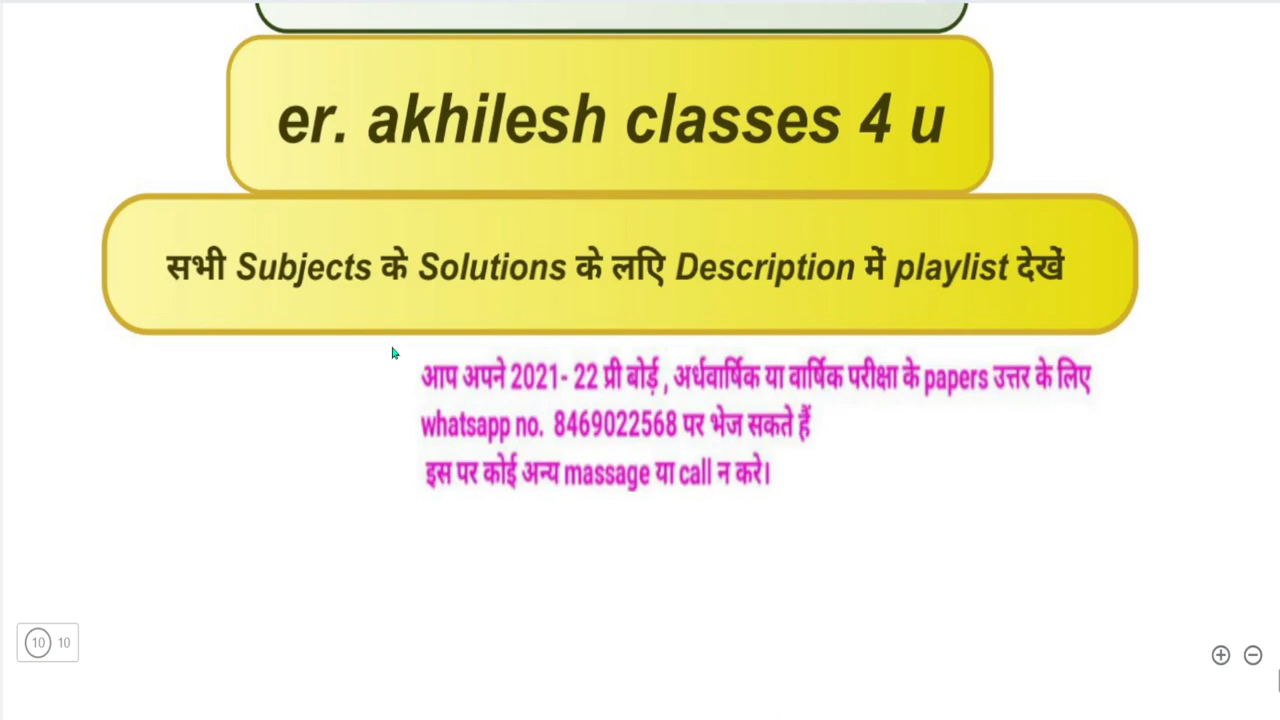 er. akhilesh classes 4 u
सभी Subjects के Solutions के लिए Description में playlist देखें
आप अपने 2021- 22 प्री बोर्ड , अर्धवार्षिक या वार्षिक परीक्षा के papers उत्तर के लिए
whatsapp no. 8469022568 पर भेज सकते हैं
इस पर कोई अन्य massage या call न करे।
10 10